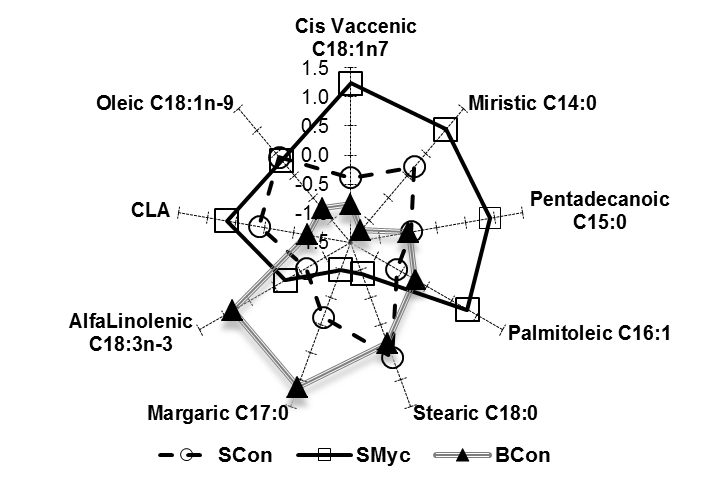 Cis Vaccenic
C18:1n7
1.5
Oleic C18:1n-9
1.0
Miristic C14:0
0.5
0.0
-0.5
Pentadecanoic
C15:0
CLA
-1
.5
AlfaLinolenic
C18:3n-3
Palmitoleic C16:1
Margaric C17:0
Stearic C18:0
SCon
SMyc
BCon